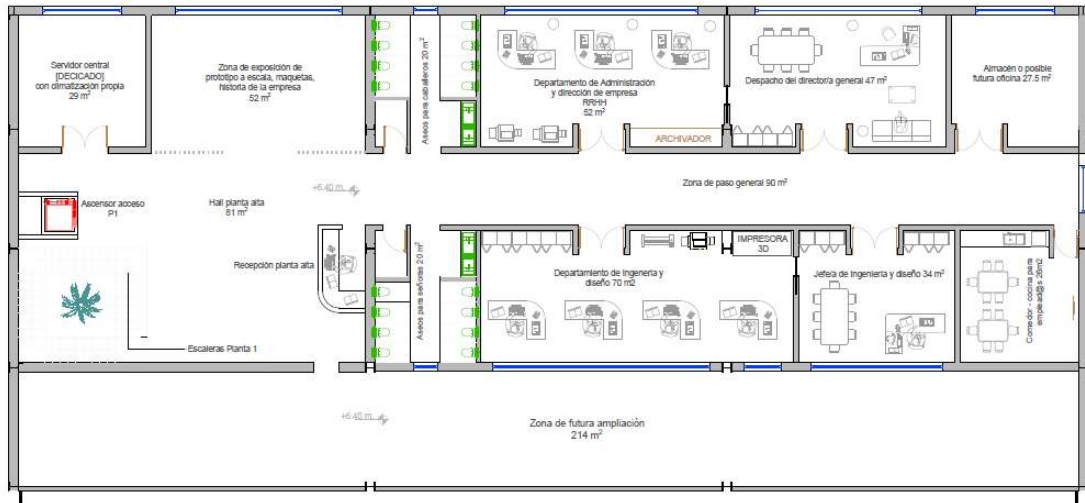 Servidor central
[DECICADO]
con dimatización propia
29 m²
Zona de exposición de
prototipo a escala, maquetas,
historia de la empresa
52 m²
Aseos para caballeros 20 m²
Departamento de Administración
y dirección de empresa
RRHH
52 m²
ARCHIVADOR
Despacho del director/a general 47 m²
Almacén o posible
futura oficina 27.5 m²
Ascensor acceso
P1
Hall planta alta
81 m²
+6.40 m.
Zona de paso general 90 m²
Recepción planta alta
Aseos para señoras 20 m²
Departamiento de Ingenería y
diseño 70 m2
IMPRESORA
3D
Jefe/a de Ingeniería y diseño 34 m²
Comedor - cocina para
emplead@s 26m2
Escaleras Planta 1
+6.40 m.
Zona de futura ampliación
214 m²